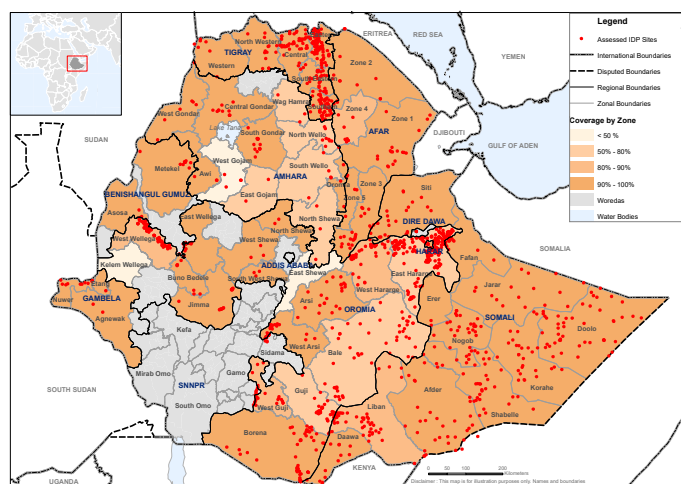 Legend
Assessed IDP Sites
International Boundaries
Disputed Boundaries
Regional Boundaries
Zonal Boundaries
Coverage by Zone
< 50 %
50% - 80%
80% - 90%
90% - 100%
Woredas
Water Bodies
ERITREA
RED SEA
YEMEN
SUDAN
DJIBOUTI
GULF OF ADEN
SOMALIA
SOUTH SUDAN
UGANDA
KENYA
North Western
TIGRAY
Central
Western
Zone 2
Wag Hamra
West Gondar
Central Gondar
Zone 4
Zone 1
Lake Tana
South Gondar
North Wello
AFAR
Metekel
Awi
West Gojam
South Wello
AMHARA
Oromia
Zone 3
Siti
BENISHANGUL GUMUZ
East Gojam
Zone 5
Asosa
East Wellega
North Shewa
DIRE DAWA
West Wellega
West Shewa
North Shewa
Kelem Wellega
ADDIS ABABA
East Shewa
Fafan
Etang
Buno Bedele
South West Shewa
East Hararge
Nuwer
GAMBELA
Jimma
Arsi
West Hararge
Erer
Jarar
Agnewak
OROMIA
SOMALI
Kefa
Nogob
Doolo
Sidama
West Arsi
Bale
Mirab Omo
SNNPR
Gamo
Guji
Afder
Korahe
South Omo
West Guji
Liban
Shabelle
Borena
Daawa
0
50
100
200
Kilometers
Disclaimer : This map is for illustration purposes only. Names and boundaries